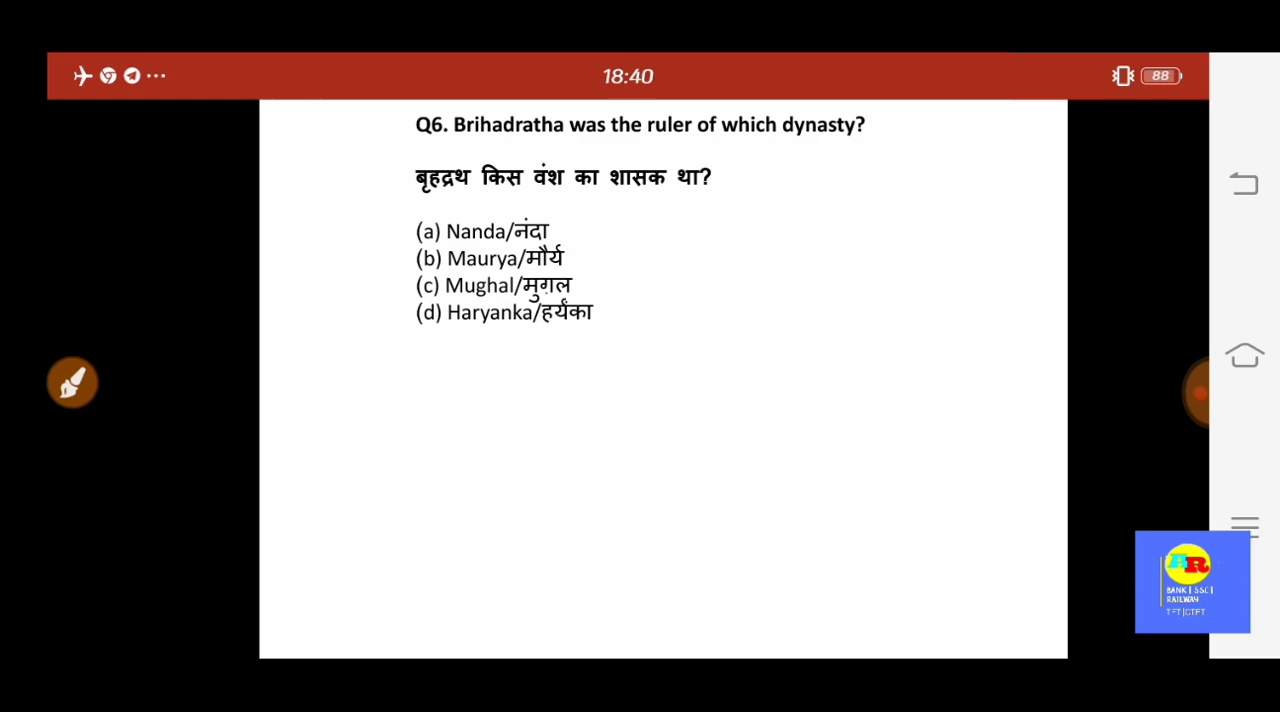 18:40
88
Q6. Brihadratha was the ruler of which dynasty?
बृहद्रथ किस वंश का शासक था?
(a) Nanda/नंदा
(b) Maurya/मौर्य
(c) Mughal/मुग़ल
(d) Haryanka/हर्यंका
AR
BANK | SSC |
RAILWAY
TET |CTET